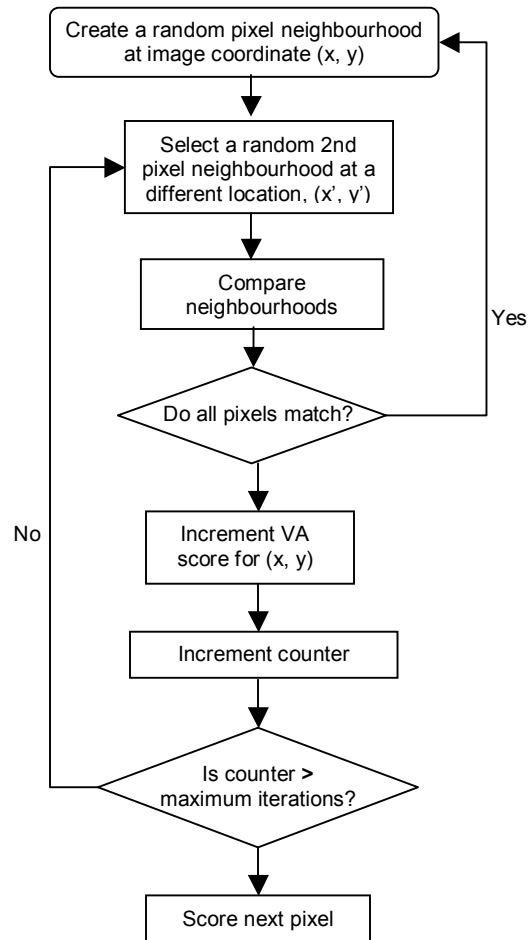 Create a random pixel neighbourhood
at image coordinate (x, y)
Select a random 2nd
pixel neighbourhood at a
different location, (x’, y’)
Compare
neighbourhoods
Yes
Do all pixels match?
No
Increment VA
score for (x, y)
Increment counter
Is counter >
maximum iterations?
Score next pixel